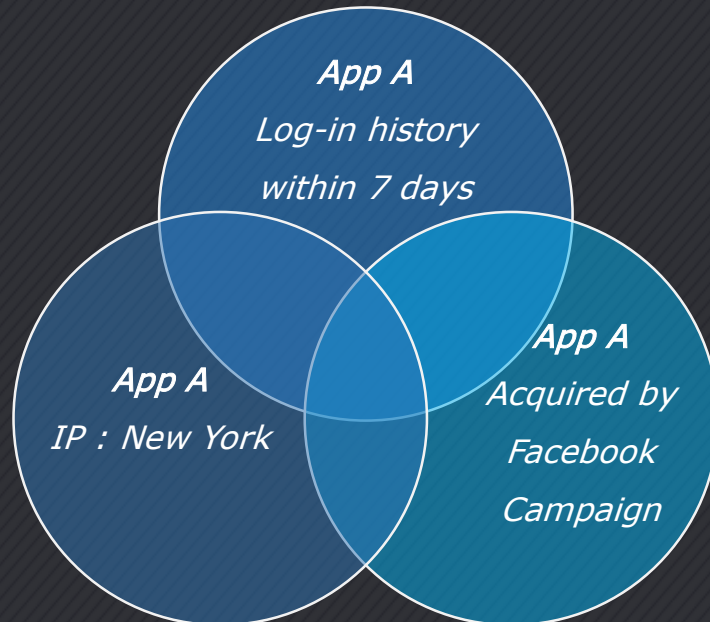 App A
Log-in history
within 7 days
App A
IP : New York
App A
Acquired by
Facebook
Campaign